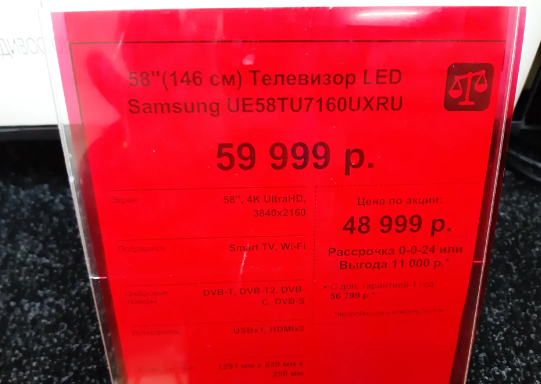 58"(146 см) Телевизор LED
Samsung UE58TU7160UXRU
59 999 р.
Экран
58", 4K UltraHD,
3840x2160
Smart TV, Wi-Fi
DVB-T, DVB-T2, DVB-
C, DVB-S
USBx1, HDMIx2
Цена по акции:
48 999 р.
Рассрочка 0-0-24 или
Выгода 11 000 р.*